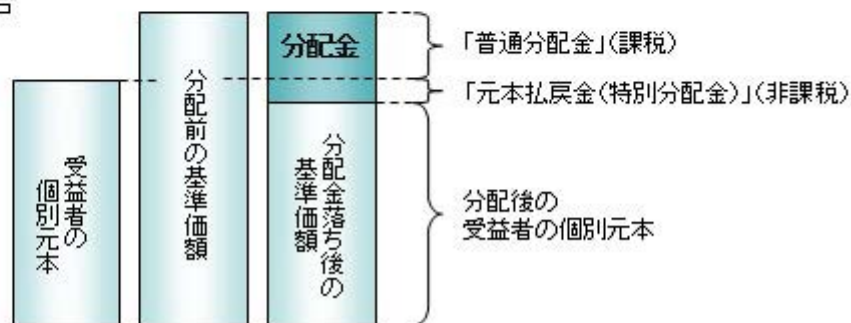 受益者の
個別元本
分配前の基準価額
分配金
分配金落ち後の
基準価額
「普通分配金」(課税)
「元本払戻金(特別分配金)」(非課税)
分配後の
受益者の個別元本